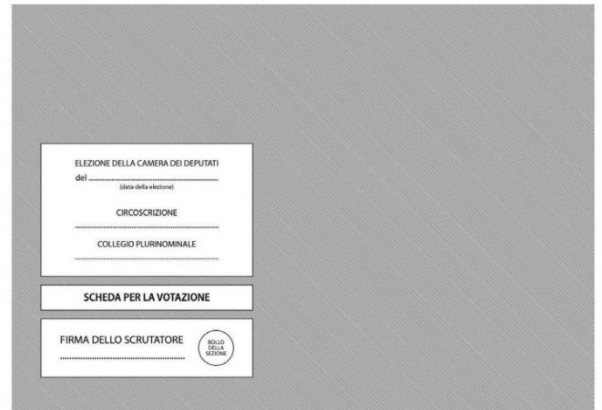 ELEZIONE DELLA CAMERA DEI DEPUTATI
del ................................................
(data della elezione)
CIRCOSCRIZIONE
................................................
COLLEGIO PLURINOMINALE
................................................
SCHEDA PER LA VOTAZIONE
FIRMA DELLO SCRUTATORE
................................................
BOLLO
DELLA
SEZIONE